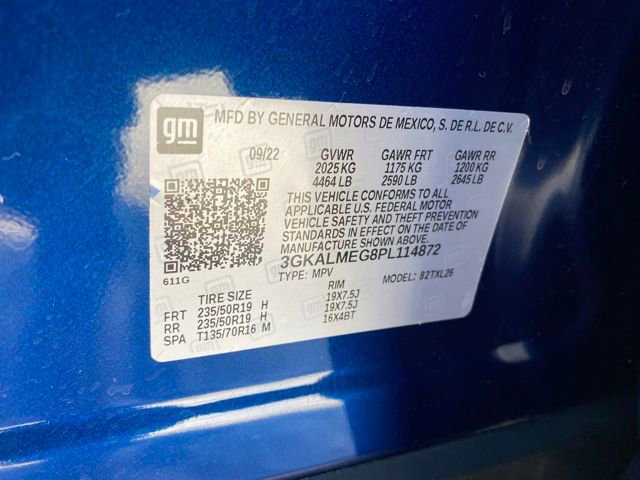 gm MFD BY GENERAL MOTORS DE MEXICO, S. DE R.L. DE C.V.
09/22 GVWR GAWR FRT GAWR RR
2025 KG 1175 KG 1200 KG
4464 LB 2590 LB 2645 LB
THIS VEHICLE CONFORMS TO ALL
APPLICABLE U.S. FEDERAL MOTOR
VEHICLE SAFETY AND THEFT PREVENTION
STANDARDS IN EFFECT ON THE DATE OF
MANUFACTURE SHOWN ABOVE.
3GKALMEG8PL114872
611G TYPE: MPV MODEL: 82TXL26
TIRE SIZE RIM
FRT 235/50R19 H 19X7.5J
RR 235/50R19 H 19X7.5J
SPA T135/70R16 M 16X4BT